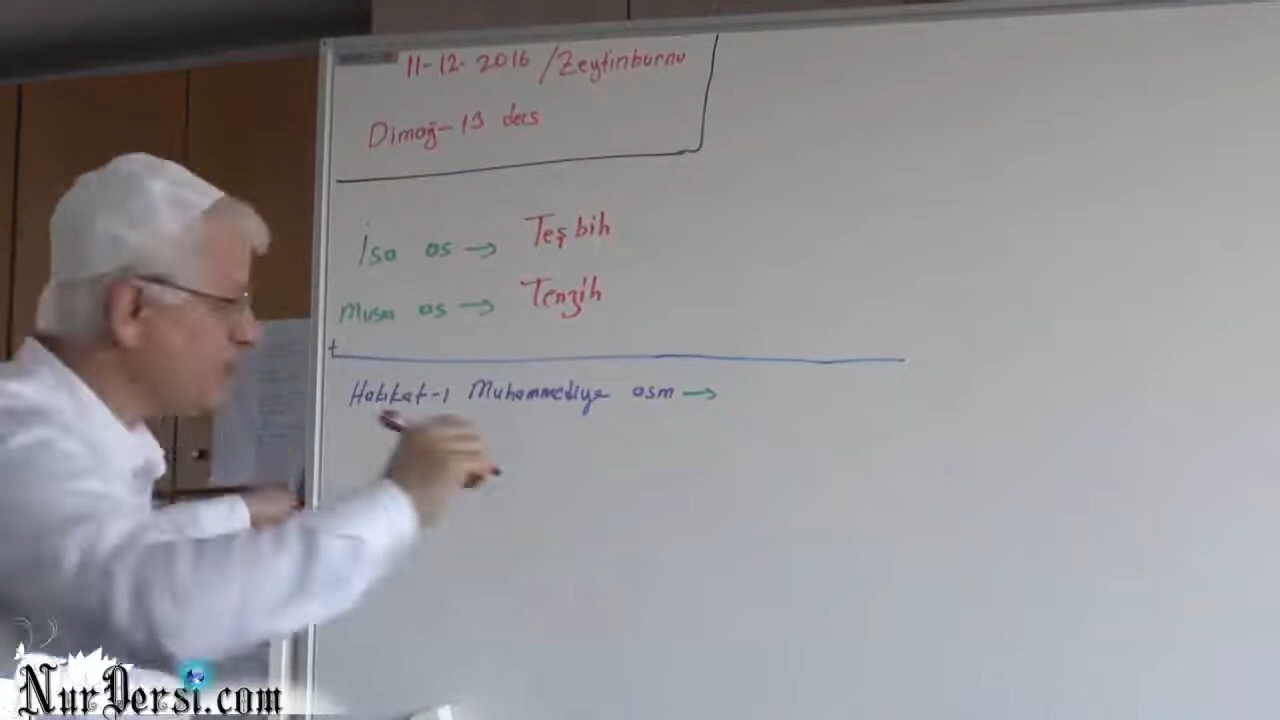 11-12-2016 /Zeytinburnu
Dimağ-13 ders
İsa as → Teşbih
Musa as → Tenzih
+
Hakikat-ı Muhammediye asm →
NurDersi.com